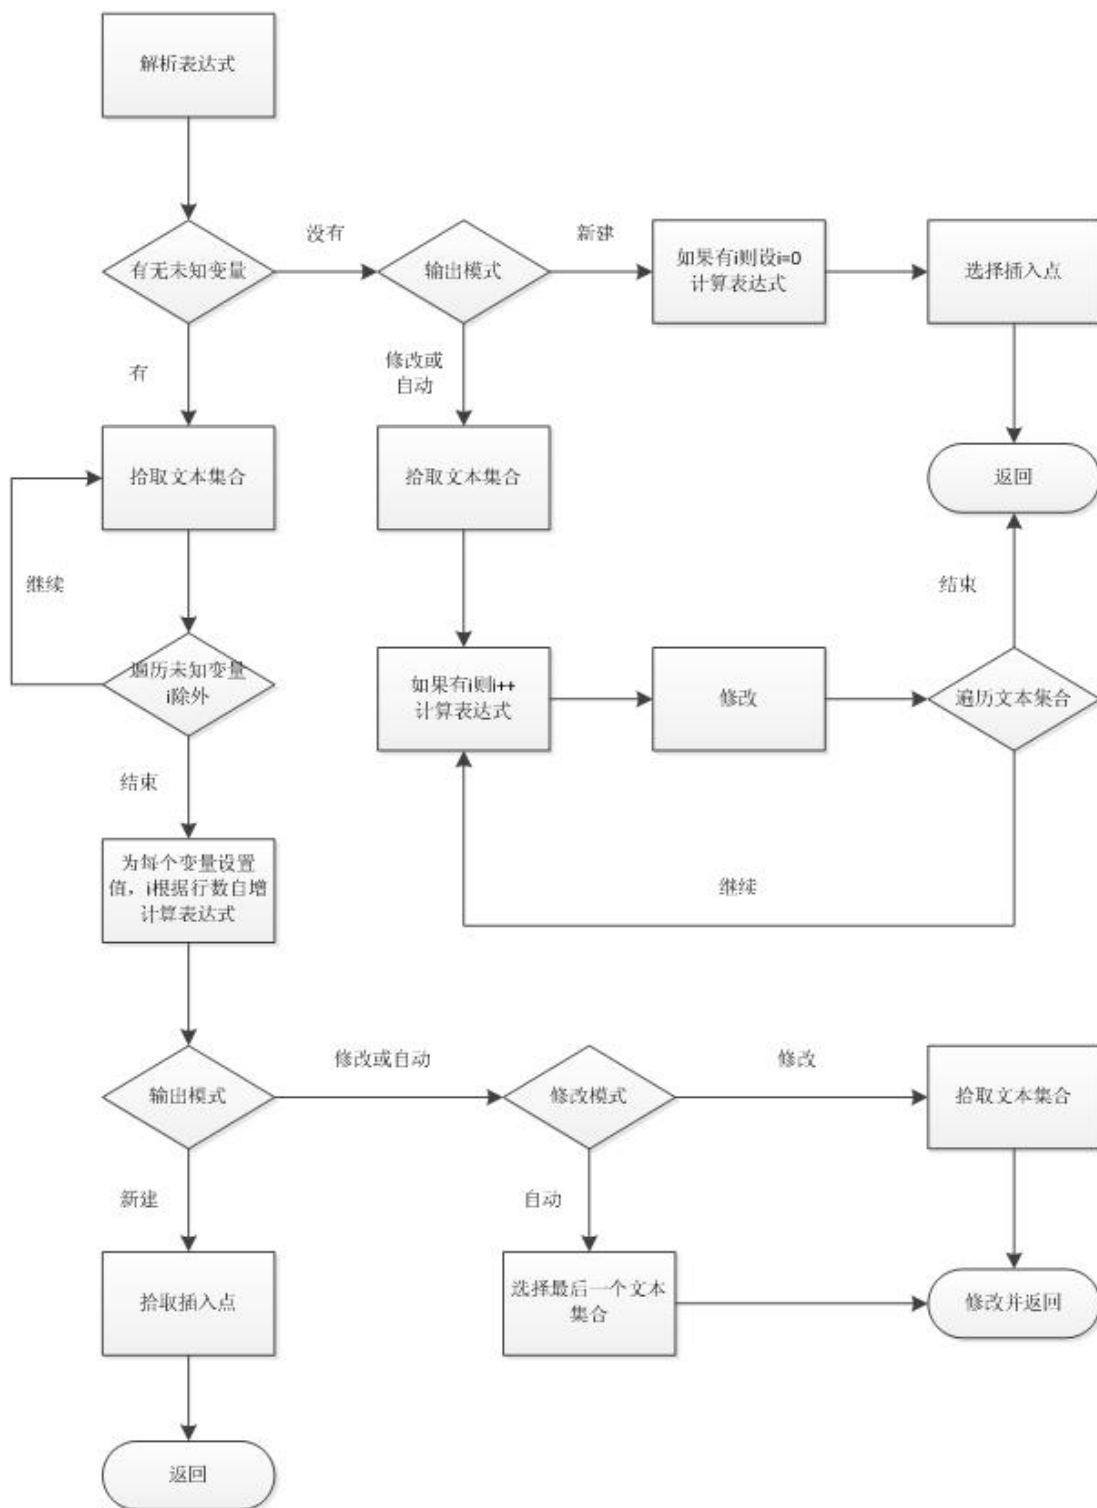 解析表达式
没有
新建
有无未知变量
输出模式
如果有i则设i=0
计算表达式
选择插入点
有
修改或
自动
拾取文本集合
拾取文本集合
返回
继续
结束
遍历未知变量
i除外
如果有i则i++
计算表达式
修改
遍历文本集合
结束
为每个变量设置
值，i根据行数自增
计算表达式
继续
修改或自动
修改
输出模式
修改模式
拾取文本集合
新建
自动
拾取插入点
选择最后一个文本
集合
修改并返回
返回